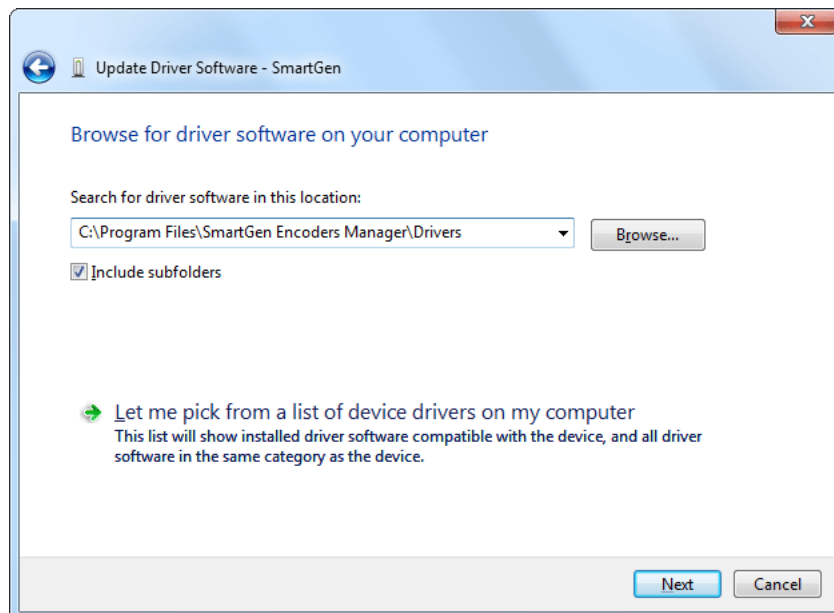 Update Driver Software - SmartGen
Browse for driver software on your computer
Search for driver software in this location:
C:\Program Files\SmartGen Encoders Manager\Drivers
Browse...
Include subfolders
Let me pick from a list of device drivers on my computer
This list will show installed driver software compatible with the device, and all driver
software in the same category as the device.
Next
Cancel